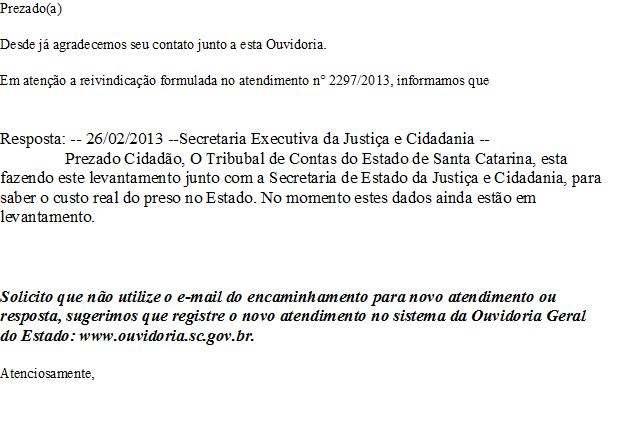 Prezado(a)
Desde já agradecemos seu contato junto a esta Ouvidoria.
Em atenção a reivindicação formulada no atendimento n° 2297/2013, informamos que
Resposta: -- 26/02/2013 --Secretaria Executiva da Justiça e Cidadania --
Prezado Cidadão, O Tribubal de Contas do Estado de Santa Catarina, esta
fazendo este levantamento junto com a Secretaria de Estado da Justiça e Cidadania, para
saber o custo real do preso no Estado. No momento estes dados ainda estão em
levantamento.
Solicito que não utilize o e-mail do encaminhamento para novo atendimento ou
resposta, sugerimos que registre o novo atendimento no sistema da Ouvidoria Geral
do Estado: www.ouvidoria.sc.gov.br.
Atenciosamente,